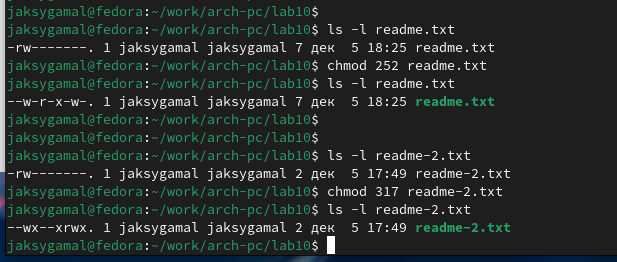 jaksygamal@fedora:~/work/arch-pc/lab10$
jaksygamal@fedora:~/work/arch-pc/lab10$ ls -l readme.txt
-rw-------. 1 jaksygamal jaksygamal 7 дек  5 18:25 readme.txt
jaksygamal@fedora:~/work/arch-pc/lab10$ chmod 252 readme.txt
jaksygamal@fedora:~/work/arch-pc/lab10$ ls -l readme.txt
--w-r-x-w-. 1 jaksygamal jaksygamal 7 дек  5 18:25 readme.txt
jaksygamal@fedora:~/work/arch-pc/lab10$
jaksygamal@fedora:~/work/arch-pc/lab10$
jaksygamal@fedora:~/work/arch-pc/lab10$ ls -l readme-2.txt
-rw-------. 1 jaksygamal jaksygamal 2 дек  5 17:49 readme-2.txt
jaksygamal@fedora:~/work/arch-pc/lab10$ chmod 317 readme-2.txt
jaksygamal@fedora:~/work/arch-pc/lab10$ ls -l readme-2.txt
--wx--xrwx. 1 jaksygamal jaksygamal 2 дек  5 17:49 readme-2.txt
jaksygamal@fedora:~/work/arch-pc/lab10$